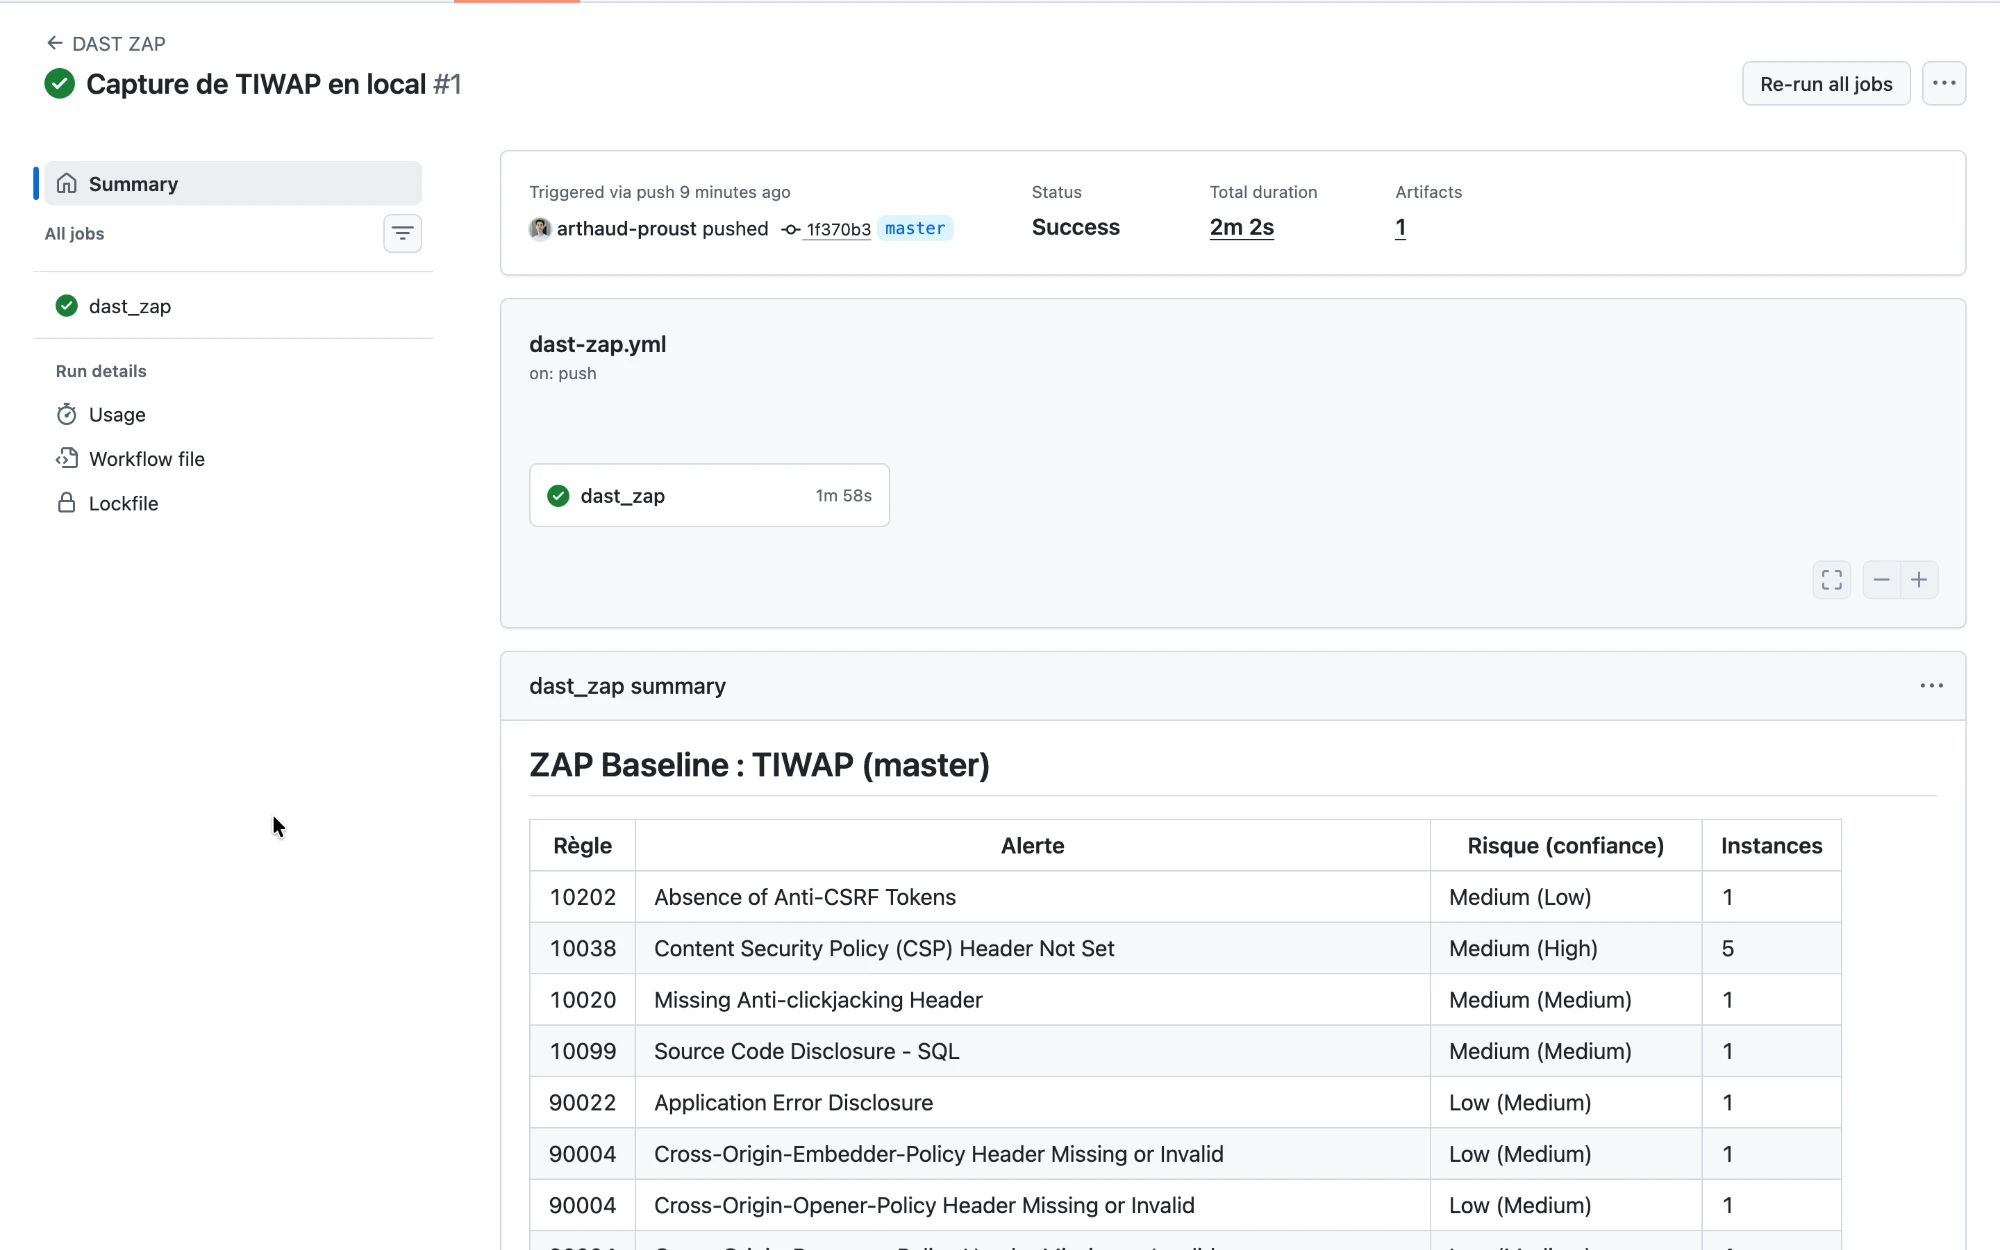 DAST ZAP
Capture de TIWAP en local #1
Re-run all jobs
Summary
All jobs
dast_zap
Run details
Usage
Workflow file
Lockfile
Triggered via push 9 minutes ago
arthaud-proust pushed 1f370b3 master
Status
Success
Total duration
2m 2s
Artifacts
1
dast-zap.yml
on: push
dast_zap 1m 58s
dast_zap summary
ZAP Baseline : TIWAP (master)
Règle Alerte Risque (confiance) Instances
10202 Absence of Anti-CSRF Tokens Medium (Low) 1
10038 Content Security Policy (CSP) Header Not Set Medium (High) 5
10020 Missing Anti-clickjacking Header Medium (Medium) 1
10099 Source Code Disclosure - SQL Medium (Medium) 1
90022 Application Error Disclosure Low (Medium) 1
90004 Cross-Origin-Embedder-Policy Header Missing or Invalid Low (Medium) 1
90004 Cross-Origin-Opener-Policy Header Missing or Invalid Low (Medium) 1